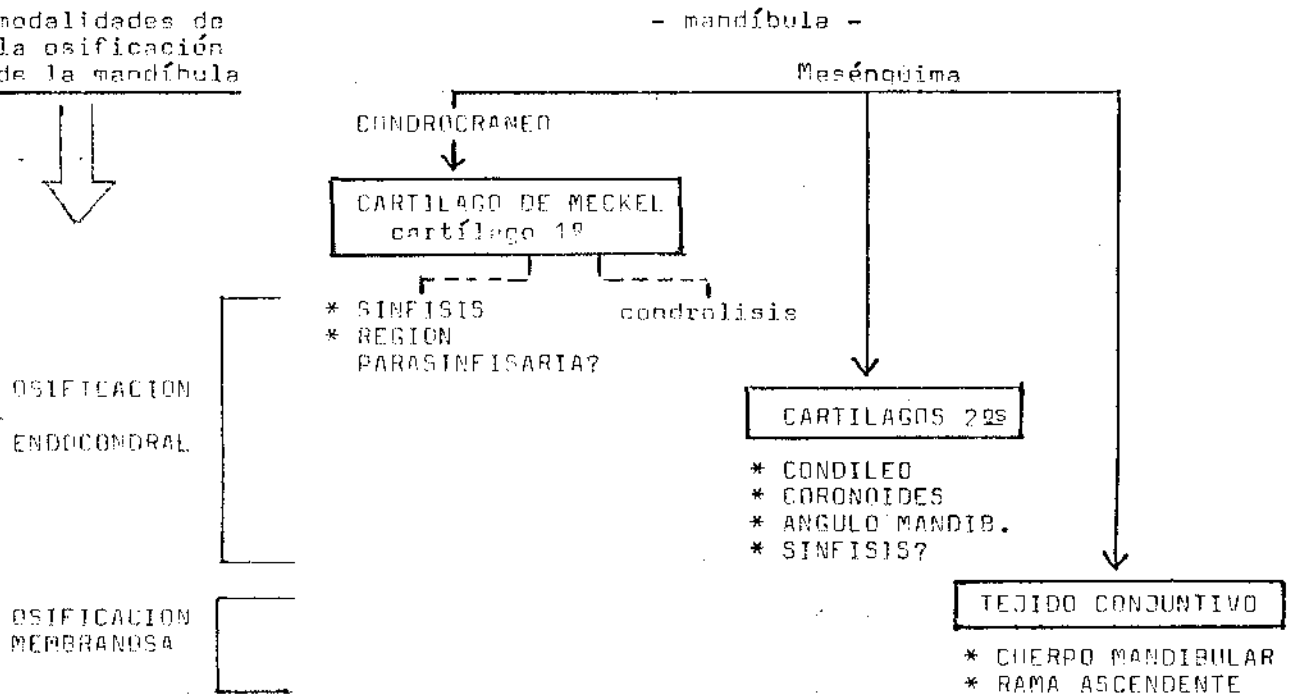 modalidades de
la osificación
de la mandíbula
- mandíbula -
Mesénquima
CONDROCRANEO
CARTILAGO DE MECKEL
cartílago 1º
* SINFISIS
* REGION
PARASINFISARIA?
condrolisis
OSIFICACION
ENDOCONDRAL
CARTILAGOS 2ºs
* CONDILEO
* CORONOIDES
* ANGULO MANDIB.
* SINFISIS?
OSIFICACION
MEMBRANOSA
TEJIDO CONJUNTIVO
* CUERPO MANDIBULAR
* RAMA ASCENDENTE